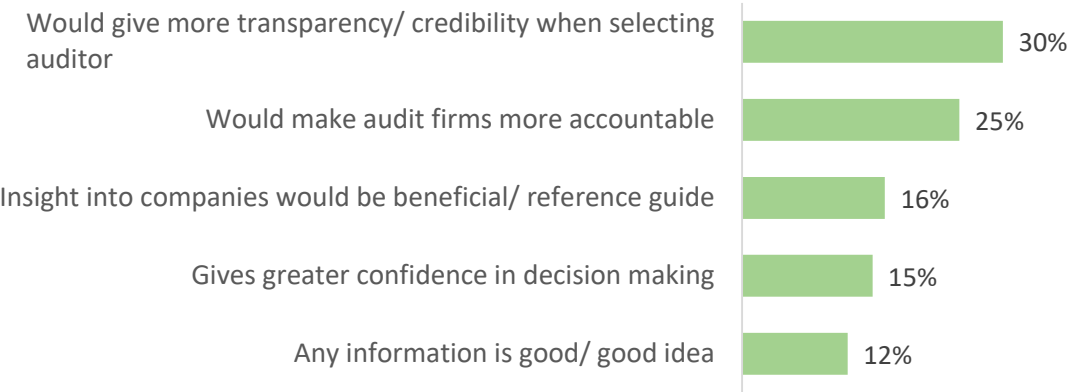 Would give more transparency/ credibility when selecting
auditor
30%
Would make audit firms more accountable
25%
Insight into companies would be beneficial/ reference guide
16%
Gives greater confidence in decision making
15%
Any information is good/ good idea
12%